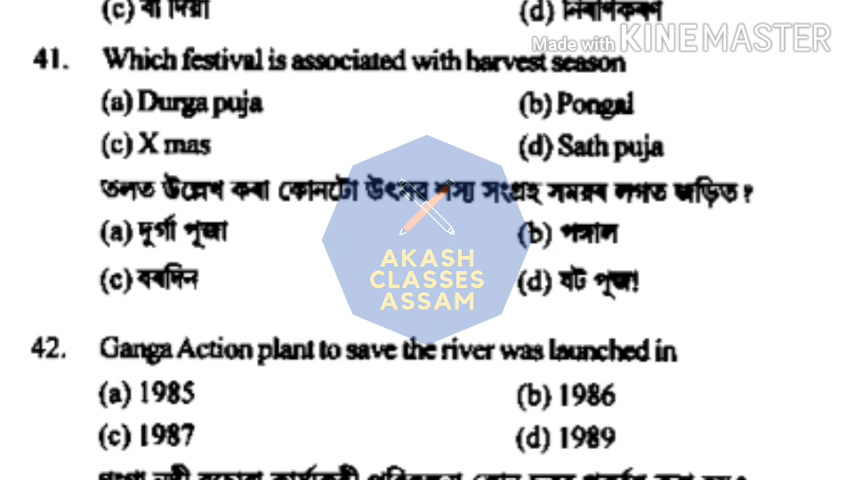 (c) বা দিয়া (d) নিৰ্বাণকৰণ
Made with KINEMASTER
41. Which festival is associated with harvest season
(a) Durga puja (b) Pongal
(c) X mas (d) Sath puja
তলত উল্লেখ কৰা কোনটো উৎসৱ শস্য সংগ্ৰহ সময়ৰ লগত জড়িত ?
(a) দুৰ্গা পূজা (b) পঙ্গাল
(c) বৰদিন (d) ষট পূজা
AKASH
CLASSES
ASSAM
42. Ganga Action plant to save the river was launched in
(a) 1985 (b) 1986
(c) 1987 (d) 1989